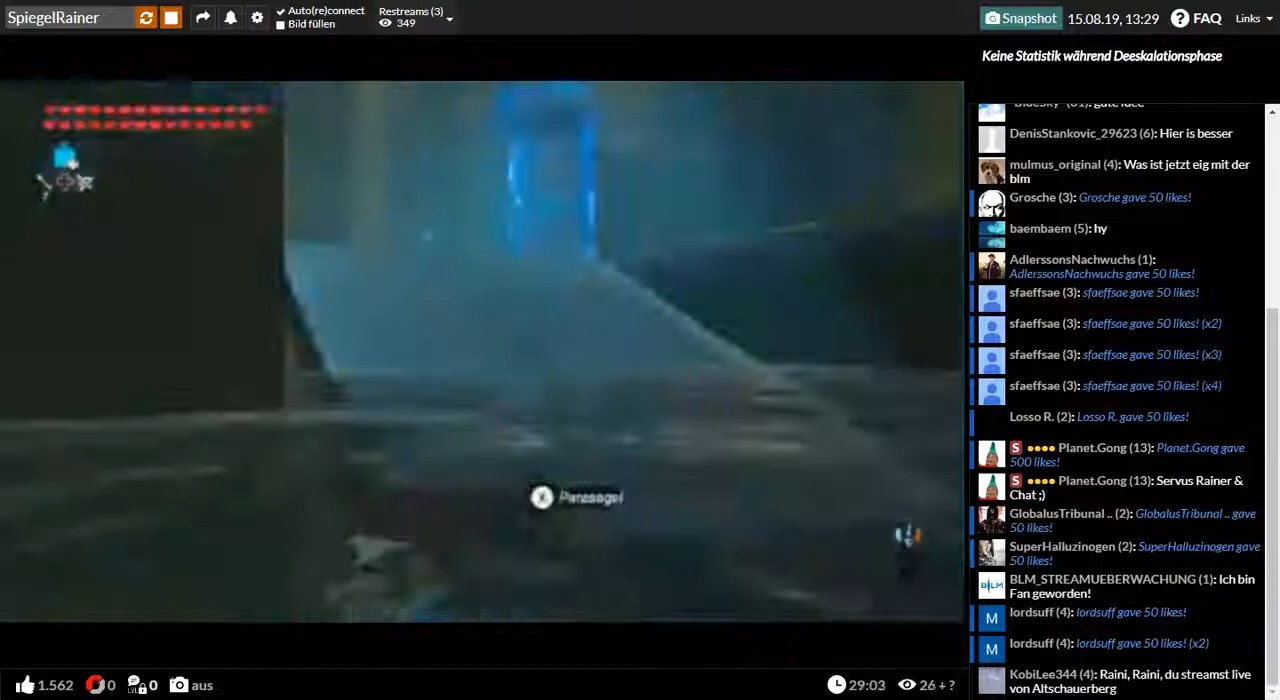 SpiegelRainer
Auto(re)connect
Bild füllen
Restreams (3)
349
Snapshot
15.08.19, 13:29
FAQ
Links
Keine Statistik während Deeskalationsphase
DenisStankovic_29623 (6): Hier is besser
mulmus_original (4): Was ist jetzt eig mit der
blm
Grosche (3): Grosche gave 50 likes!
baembaem (5): hy
AdlerssonsNachwuchs (1):
AdlerssonsNachwuchs gave 50 likes!
sfaeffsae (3): sfaeffsae gave 50 likes!
sfaeffsae (3): sfaeffsae gave 50 likes! (x2)
sfaeffsae (3): sfaeffsae gave 50 likes! (x3)
sfaeffsae (3): sfaeffsae gave 50 likes! (x4)
Losso R. (2): Losso R. gave 50 likes!
S Planet.Gong (13): Planet.Gong gave
500 likes!
S Planet.Gong (13): Servus Rainer &
Chat ;)
GlobalusTribunal .. (2): GlobalusTribunal .. gave
50 likes!
SuperHalluzinogen (2): SuperHalluzinogen gave
50 likes!
BLM BLM_STREAMUEBERWACHUNG (1): Ich bin
Fan geworden!
M lordsuff (4): lordsuff gave 50 likes!
M lordsuff (4): lordsuff gave 50 likes! (x2)
KobiLee344 (4): Raini, Raini, du streamst live
von Altschauerberg
X Parasegel
1.562
0
LVL 0
aus
29:03
26 + ?